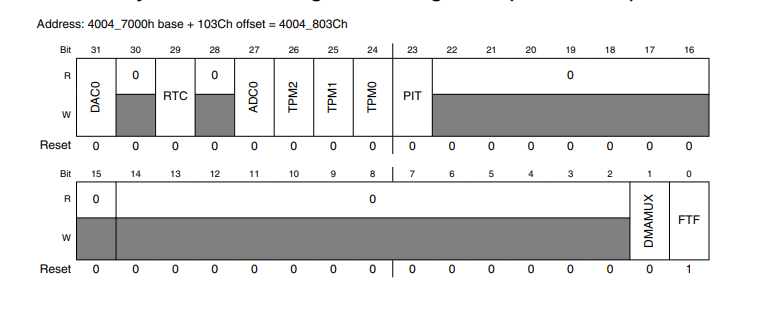 Address: 4004_7000h base + 103Ch offset = 4004_803Ch
Bit 31 30 29 28 27 26 25 24 23 22 21 20 19 18 17 16
R DAC0 0 RTC 0 ADC0 TPM2 TPM1 TPM0 PIT 0
W
Reset 0 0 0 0 0 0 0 0 0 0 0 0 0 0 0 0
Bit 15 14 13 12 11 10 9 8 7 6 5 4 3 2 1 0
R 0 0 DMAMUX FTF
W
Reset 0 0 0 0 0 0 0 0 0 0 0 0 0 0 0 1